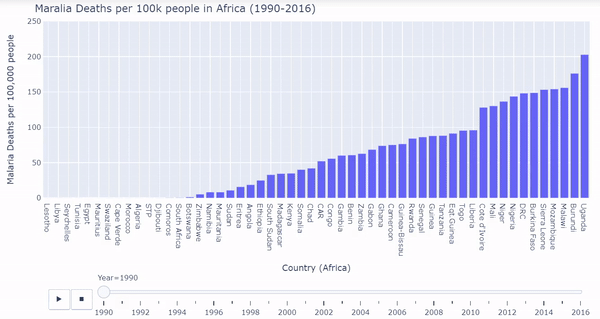 Maralia Deaths per 100k people in Africa (1990-2016)
Malaria Deaths per 100,000 people
250
200
150
100
50
0
Lesotho
Libya
Seychelles
Tunisia
Egypt
Mauritius
Swaziland
Cape Verde
Morocco
Algeria
STP
Djibouti
Comoros
South Africa
Botswana
Zimbabwe
Namibia
Mauritania
Sudan
Eritrea
Angola
Ethiopia
South Sudan
Madagascar
Kenya
Somalia
Chad
CAR
Congo
Gambia
Benin
Zambia
Gabon
Ghana
Cameroon
Guinea-Bissau
Rwanda
Senegal
Guinea
Tanzania
Eqt.Guinea
Togo
Liberia
Cote d'Ivoire
Mali
Niger
Nigeria
DRC
Burkina Faso
Sierra Leone
Mozambique
Malawi
Burundi
Uganda
Country (Africa)
Year=1990
1990 1992 1994 1996 1998 2000 2002 2004 2006 2008 2010 2012 2014 2016